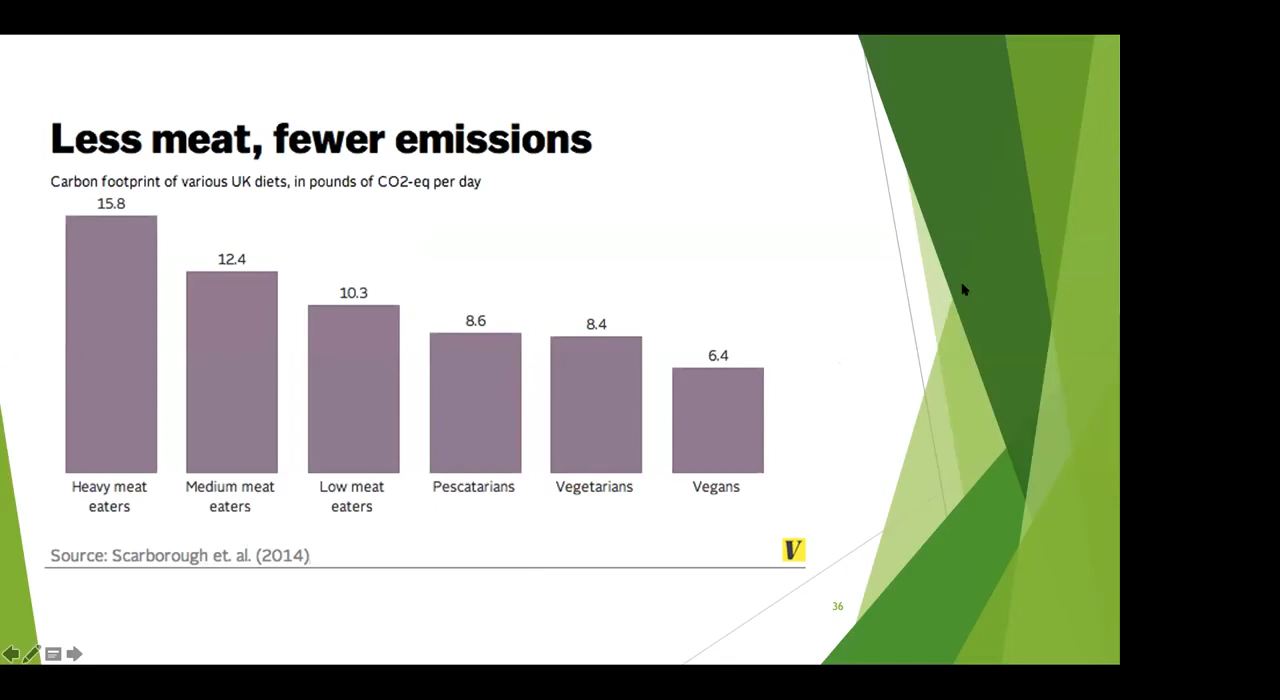 Less meat, fewer emissions
Carbon footprint of various UK diets, in pounds of CO2-eq per day
15.8
12.4
10.3
8.6
8.4
6.4
Heavy meat
eaters
Medium meat
eaters
Low meat
eaters
Pescatarians
Vegetarians
Vegans
Source: Scarborough et. al. (2014)
V
36